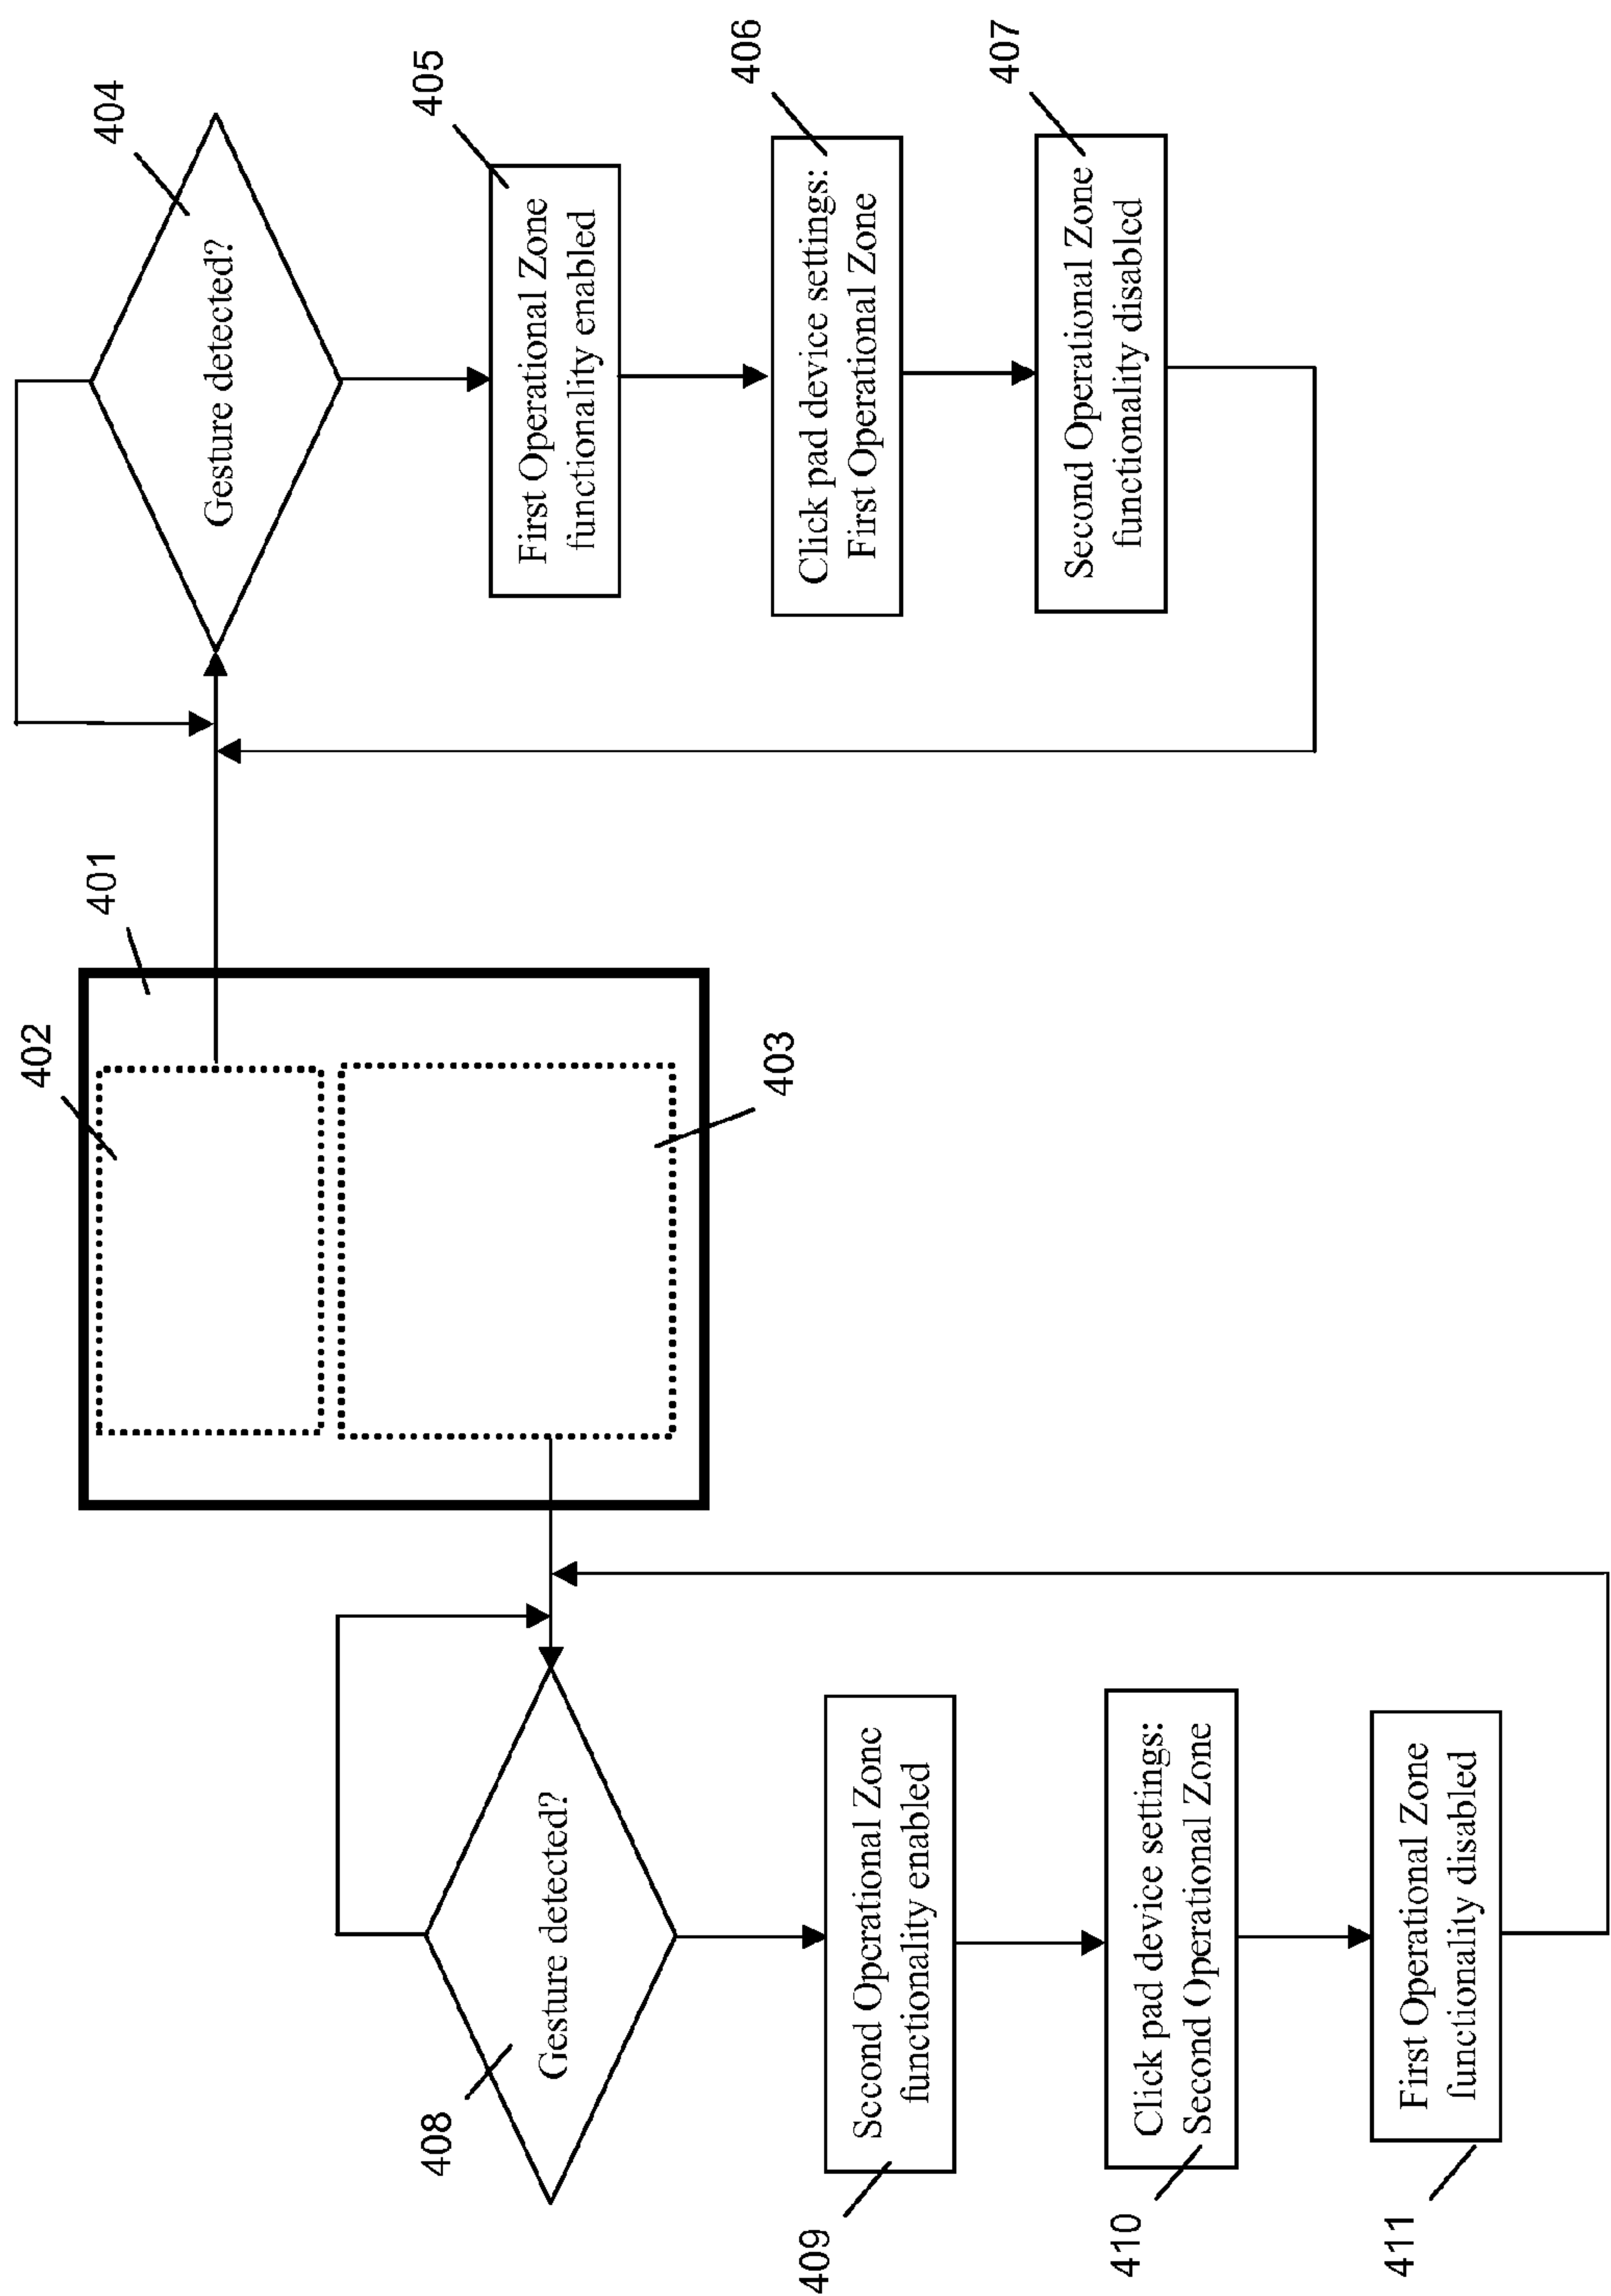 402
401
404
Gesture detected?
405
First Operational Zone
functionality enabled
406
Click pad device settings:
First Operational Zone
407
Second Operational Zone
functionality disabled
403
408
Gesture detected?
409
Second Operational Zone
functionality enabled
410
Click pad device settings:
Second Operational Zone
411
First Operational Zone
functionality disabled